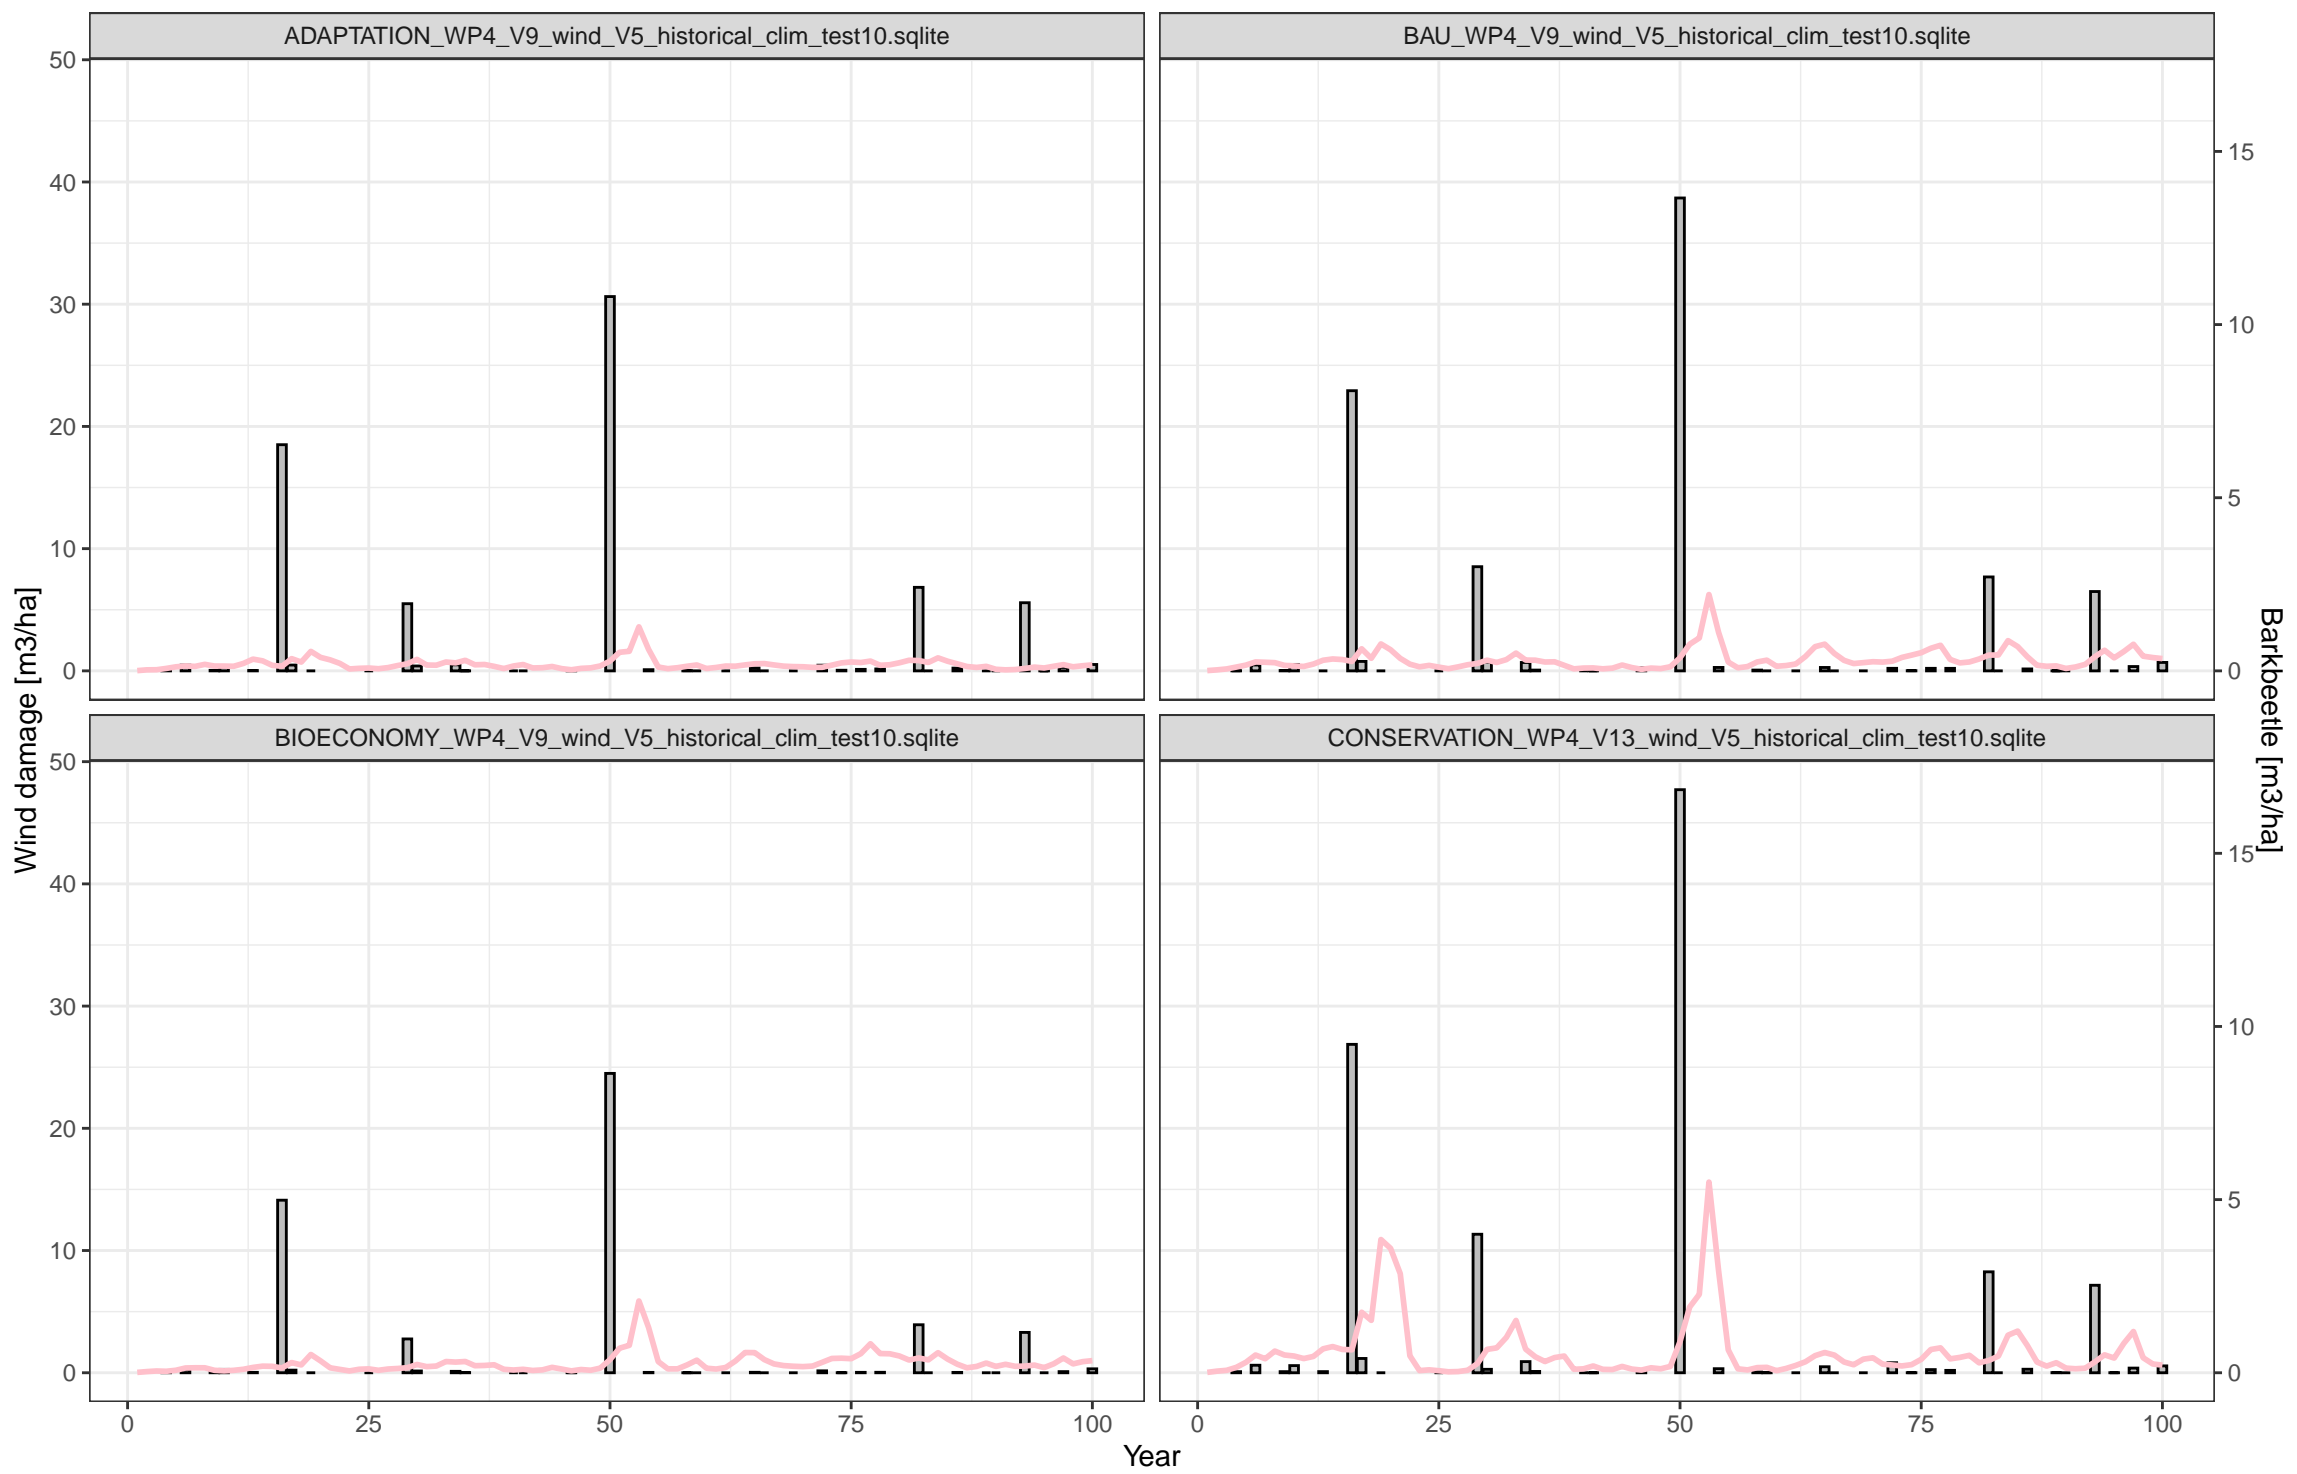 ADAPTATION_WP4_V9_wind_V5_historical_clim_test10.sqlite
BAU_WP4_V9_wind_V5_historical_clim_test10.sqlite
50
40
30
20
10
0
15
10
5
0
BIOECONOMY_WP4_V9_wind_V5_historical_clim_test10.sqlite
CONSERVATION_WP4_V13_wind_V5_historical_clim_test10.sqlite
50
40
30
20
10
0
15
10
5
0
0 25 50 75 100
0 25 50 75 100
Year
Wind damage [m3/ha]
Barkbeetle [m3/ha]